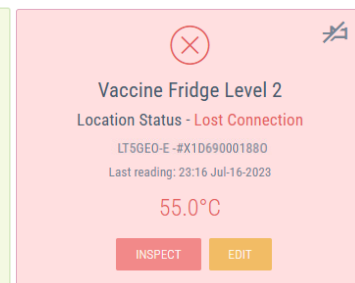 Vaccine Fridge Level 2
Location Status - Lost Connection
LT5GEO-E -#X1D69000188O
Last reading: 23:16 Jul-16-2023
55.0°C
INSPECT EDIT